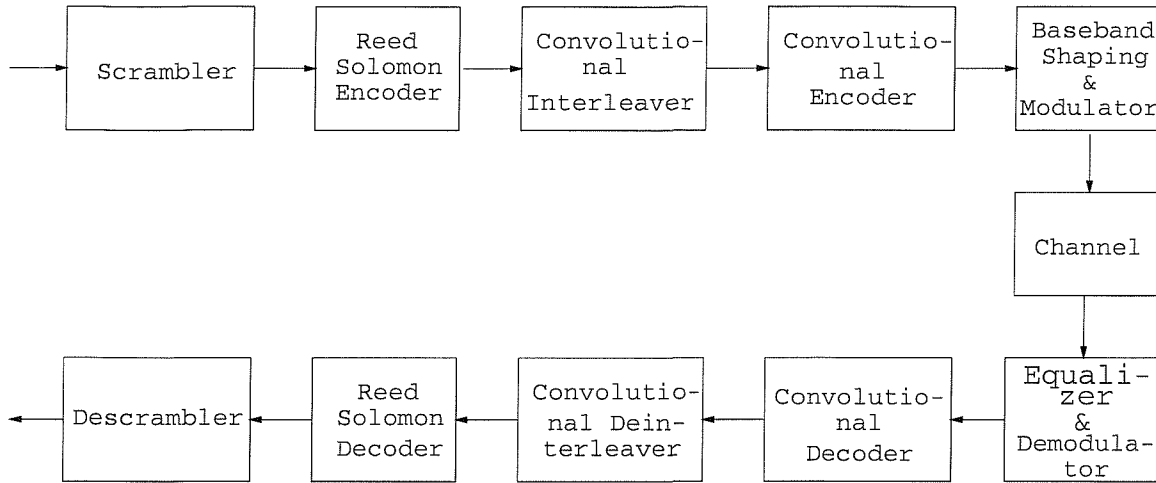 Scrambler
Reed
Solomon
Encoder
Convolutio-
nal
Interleaver
Convolutio-
nal
Encoder
Baseband
Shaping
&
Modulator
Channel
Descrambler
Reed
Solomon
Decoder
Convolutio-
nal Dein-
terleaver
Convolutio-
nal
Decoder
Equali-
zer
&
Demodula-
tor